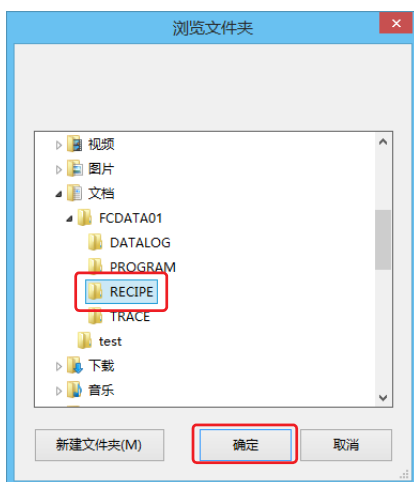 浏览文件夹
视频
图片
文档
FCDATA01
DATALOG
PROGRAM
RECIPE
TRACE
test
下载
音乐
新建文件夹(M)
确定
取消